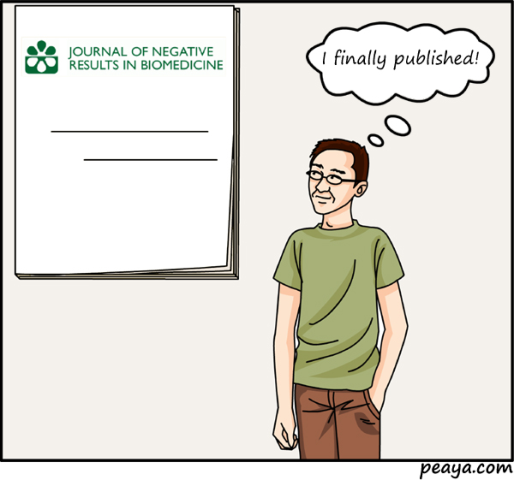 JOURNAL OF NEGATIVE
RESULTS IN BIOMEDICINE
I finally published!
peaya.com